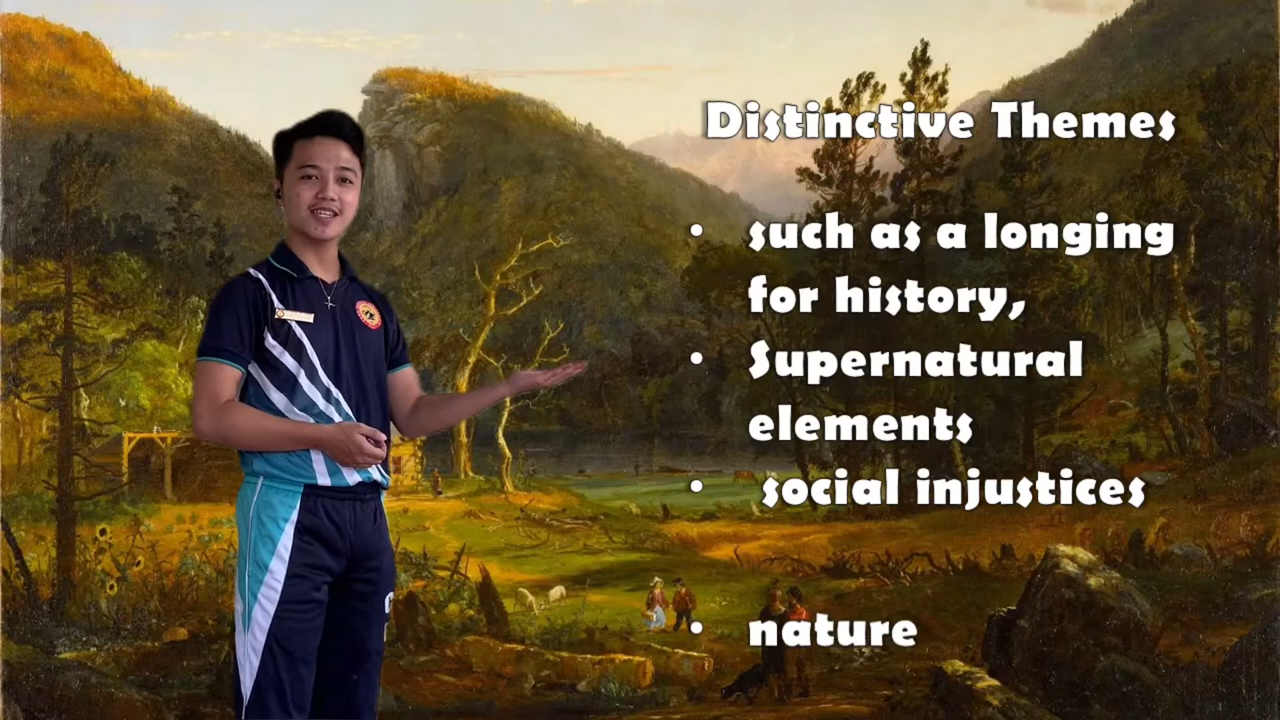 Distinctive Themes
• such as a longing
for history,
• Supernatural
elements
• social injustices
• nature